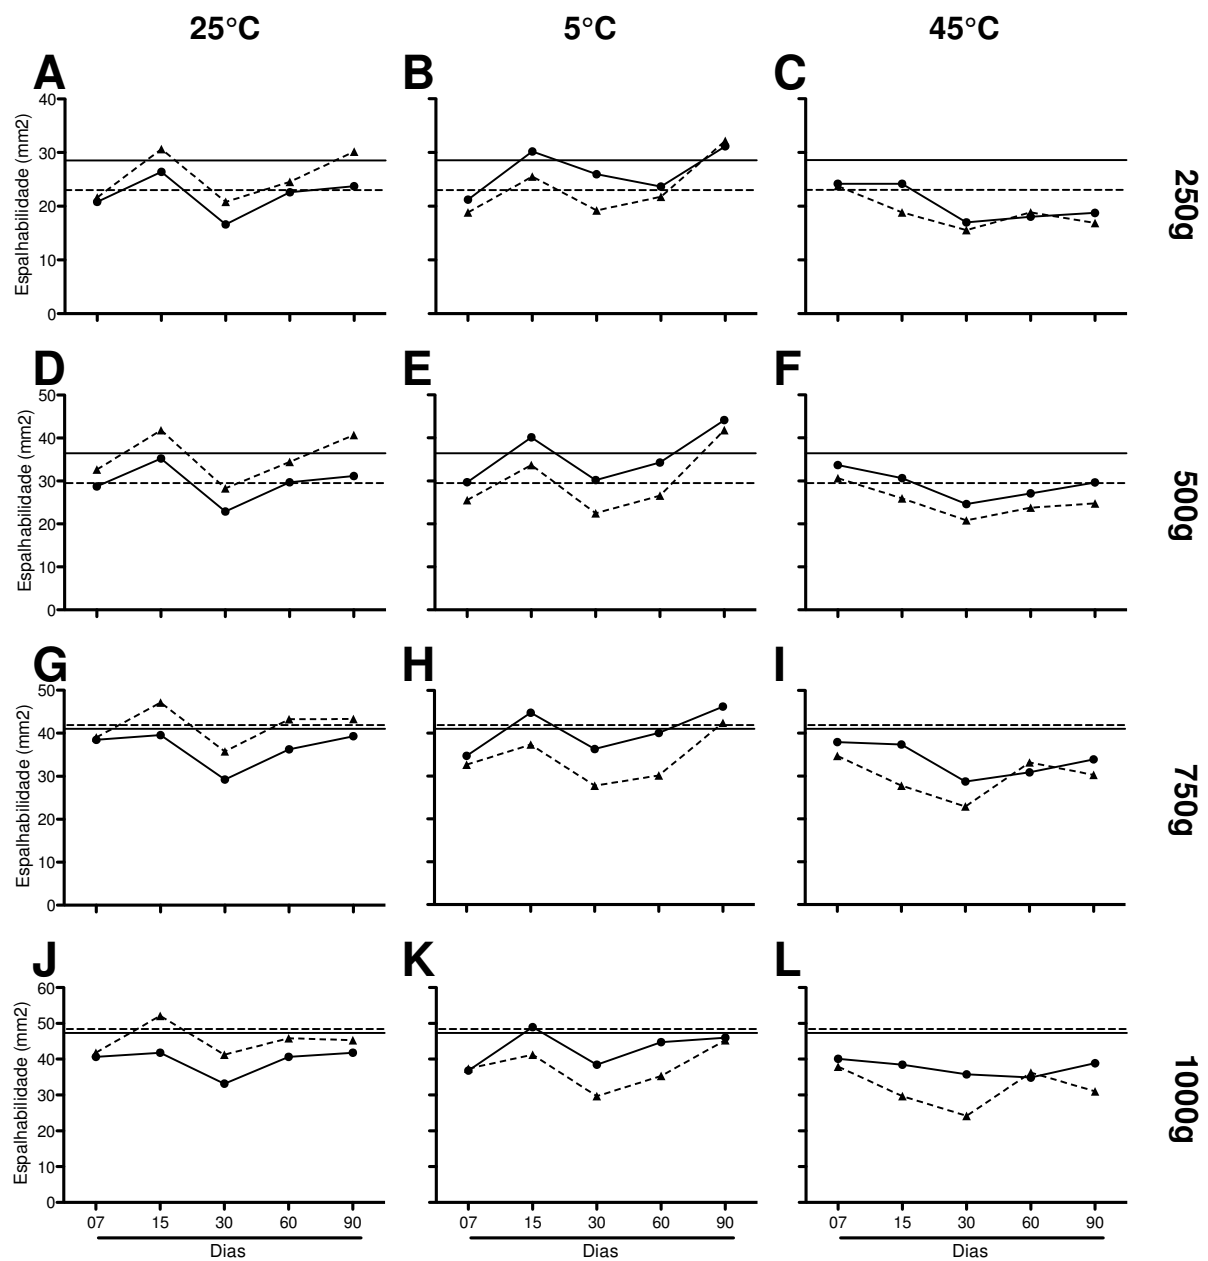 25°C 5°C 45°C
A B C
40
30
20
10
0
Espalhabilidade (mm2)
250g
D E F
50
40
30
20
10
0
Espalhabilidade (mm2)
500g
G H I
50
40
30
20
10
0
Espalhabilidade (mm2)
750g
J K L
60
50
40
30
20
10
0
Espalhabilidade (mm2)
1000g
07 15 30 60 90 07 15 30 60 90 07 15 30 60 90
Dias Dias Dias